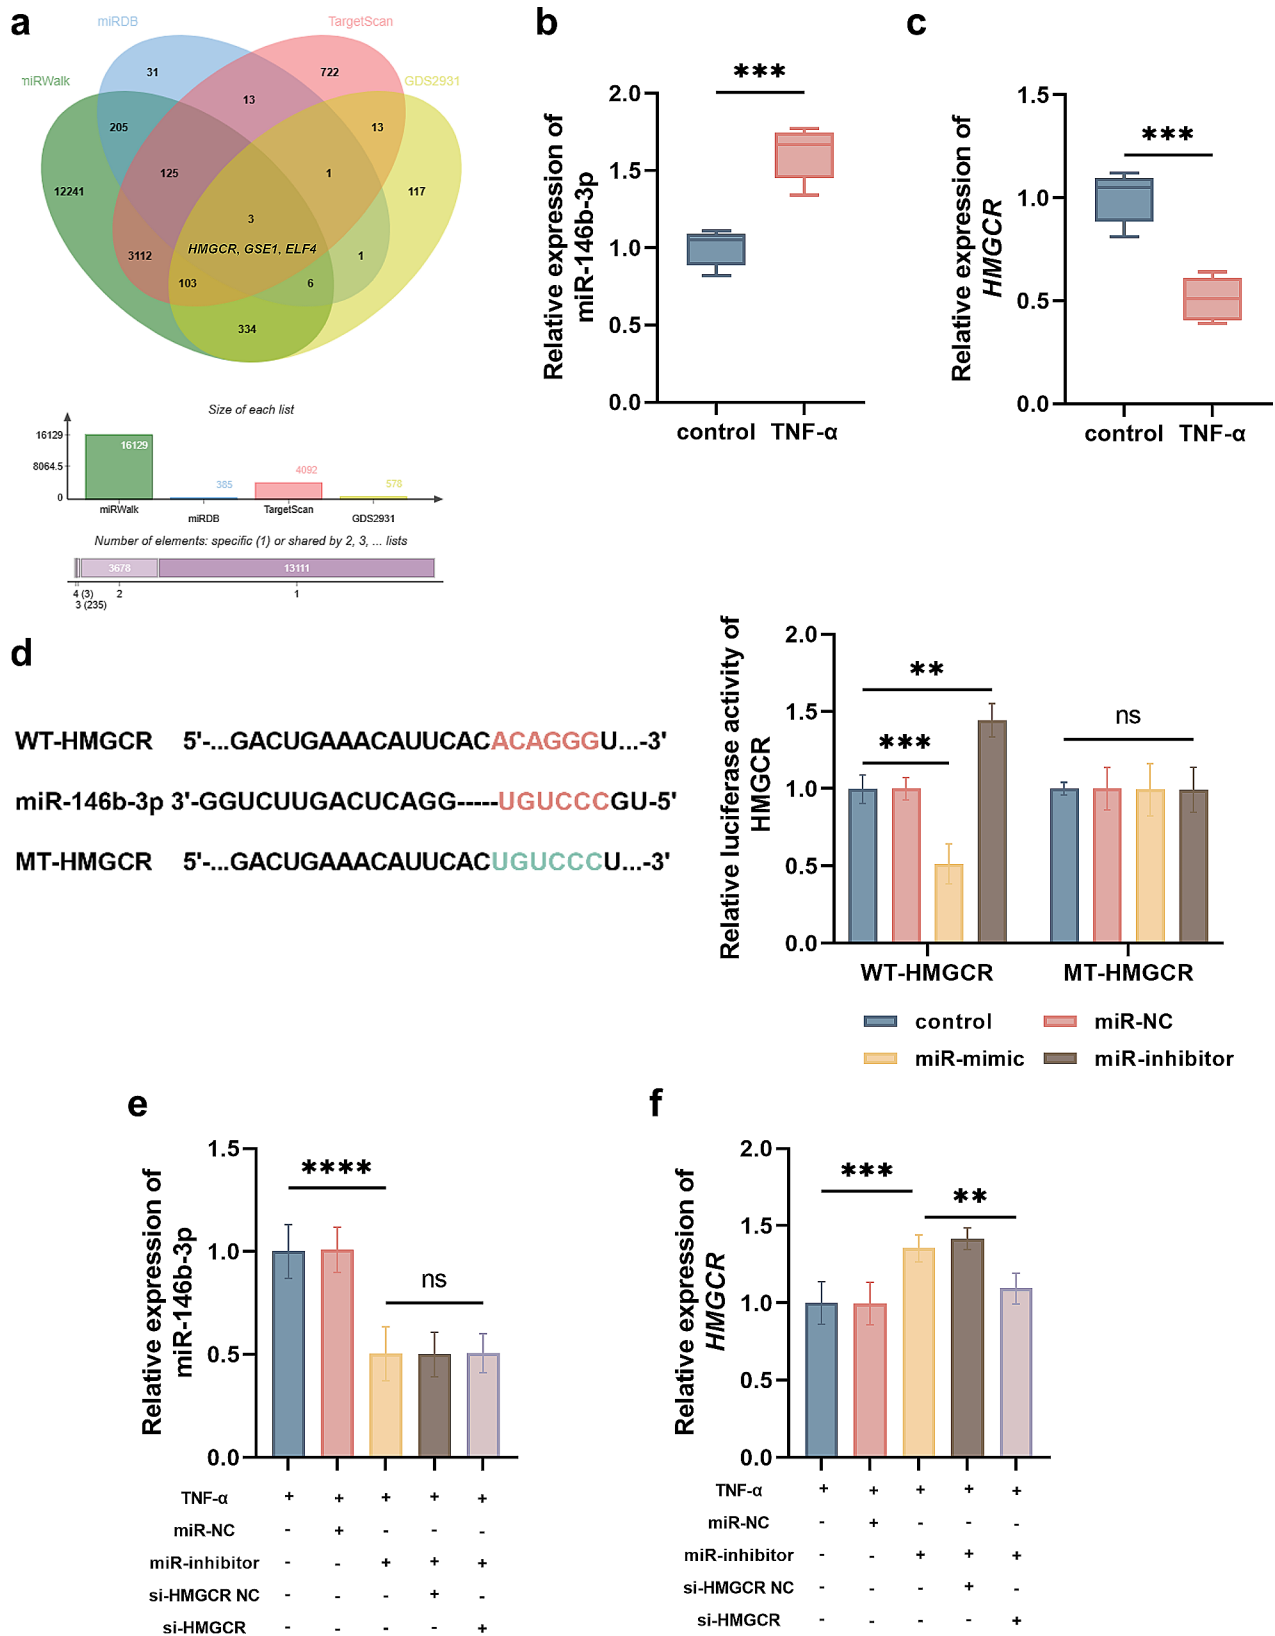 a
miRDB
TargetScan
miRWalk
GDS2931
31
722
13
205
13
125
1
12241
117
3
HMGCR, GSE1, ELF4
3112
1
103
6
334
Size of each list
16129
8064.5
0
16129
385
4092
578
miRWalk
miRDB
TargetScan
GDS2931
Number of elements: specific (1) or shared by 2, 3, ... lists
3678
13111
4 (3)
3 (235)
2
1
b
Relative expression of
miR-146b-3p
2.0
1.5
1.0
0.5
0.0
***
control
TNF-α
c
Relative expression of
HMGCR
1.5
1.0
0.5
0.0
***
control
TNF-α
d
WT-HMGCR 5'-...GACUGAAACAUUCACACAGGGU...-3'
miR-146b-3p 3'-GGUCUUGACUCAGG-----UGUCCCGU-5'
MT-HMGCR 5'-...GACUGAAACAUUCACUGUCCCU...-3'
Relative luciferase activity of
HMGCR
2.0
1.5
1.0
0.5
0.0
**
***
ns
WT-HMGCR
MT-HMGCR
control
miR-NC
miR-mimic
miR-inhibitor
e
Relative expression of
miR-146b-3p
1.5
1.0
0.5
0.0
****
ns
TNF-α + + + + +
miR-NC - + - - -
miR-inhibitor - - + + +
si-HMGCR NC - - - + -
si-HMGCR - - - - +
f
Relative expression of
HMGCR
2.0
1.5
1.0
0.5
0.0
***
**
TNF-α + + + + +
miR-NC - + - - -
miR-inhibitor - - + + +
si-HMGCR NC - - - + -
si-HMGCR - - - - +